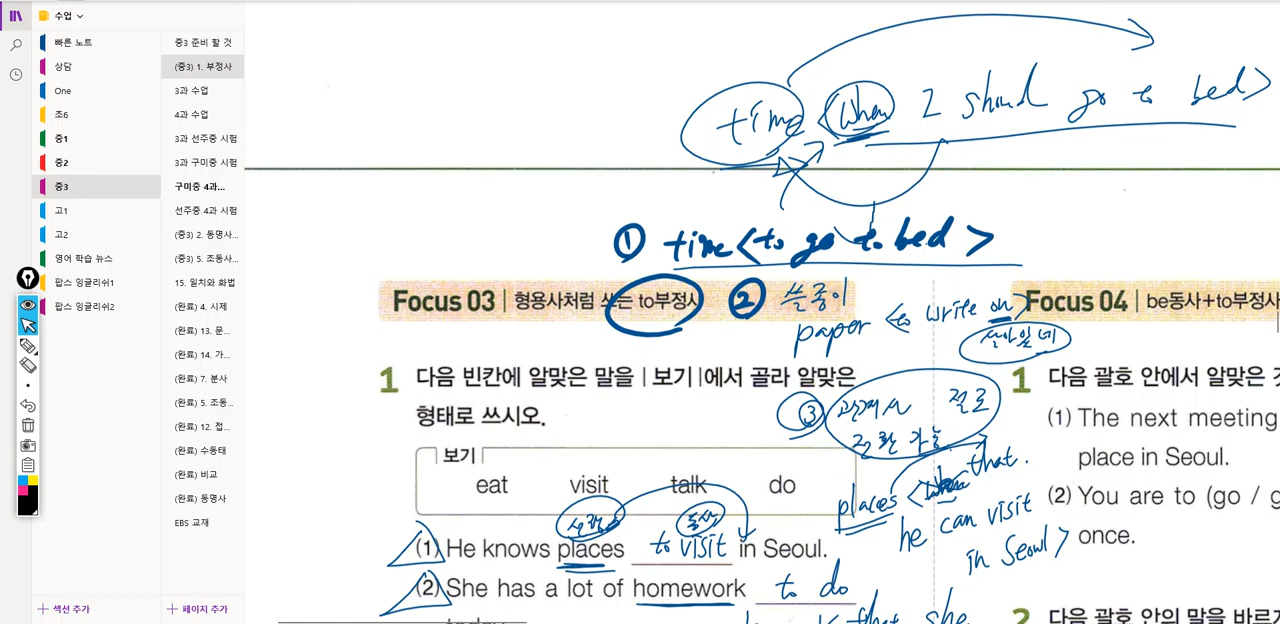 수업
빠른 노트
상담
One
초6
중1
중2
중3
고1
고2
영어 학습 뉴스
팝스 잉글리쉬1
팝스 잉글리쉬2
섹션 추가
중3 준비 할 것
(중3) 1. 부정사
3과 수업
4과 수업
3과 선주중 시험
3과 구미중 시험
구미중 4과...
선주중 4과 시험
(중3) 2. 동명사...
(중3) 5. 조동사...
15. 일치와 화법
(완료) 4. 시제
(완료) 13. 문...
(완료) 14. 가...
(완료) 7. 분사
(완료) 5. 조동...
(완료) 12. 접...
(완료) 수동태
(완료) 비교
(완료) 동명사
EBS 교재
페이지 추가
time <when I should go to bed>
① time <to go to bed>
Focus 03 | 형용사처럼 쓰는 to부정사
② 쓸 종이
paper <to write on>
1 다음 빈칸에 알맞은 말을 |보기|에서 골라 알맞은
형태로 쓰시오.
③ 관계사 절로
전환 가능
보기
eat visit talk do
places <that
he can visit
in Seoul>
(1) He knows places to visit in Seoul.
동사
(2) She has a lot of homework to do
today
that she
Focus 04 | be동사+to부정사
1 다음 괄호 안에서 알맞은 것
(1) The next meeting
place in Seoul.
(2) You are to (go / g
once.
2 다음 괄호 안의 말을 바르게